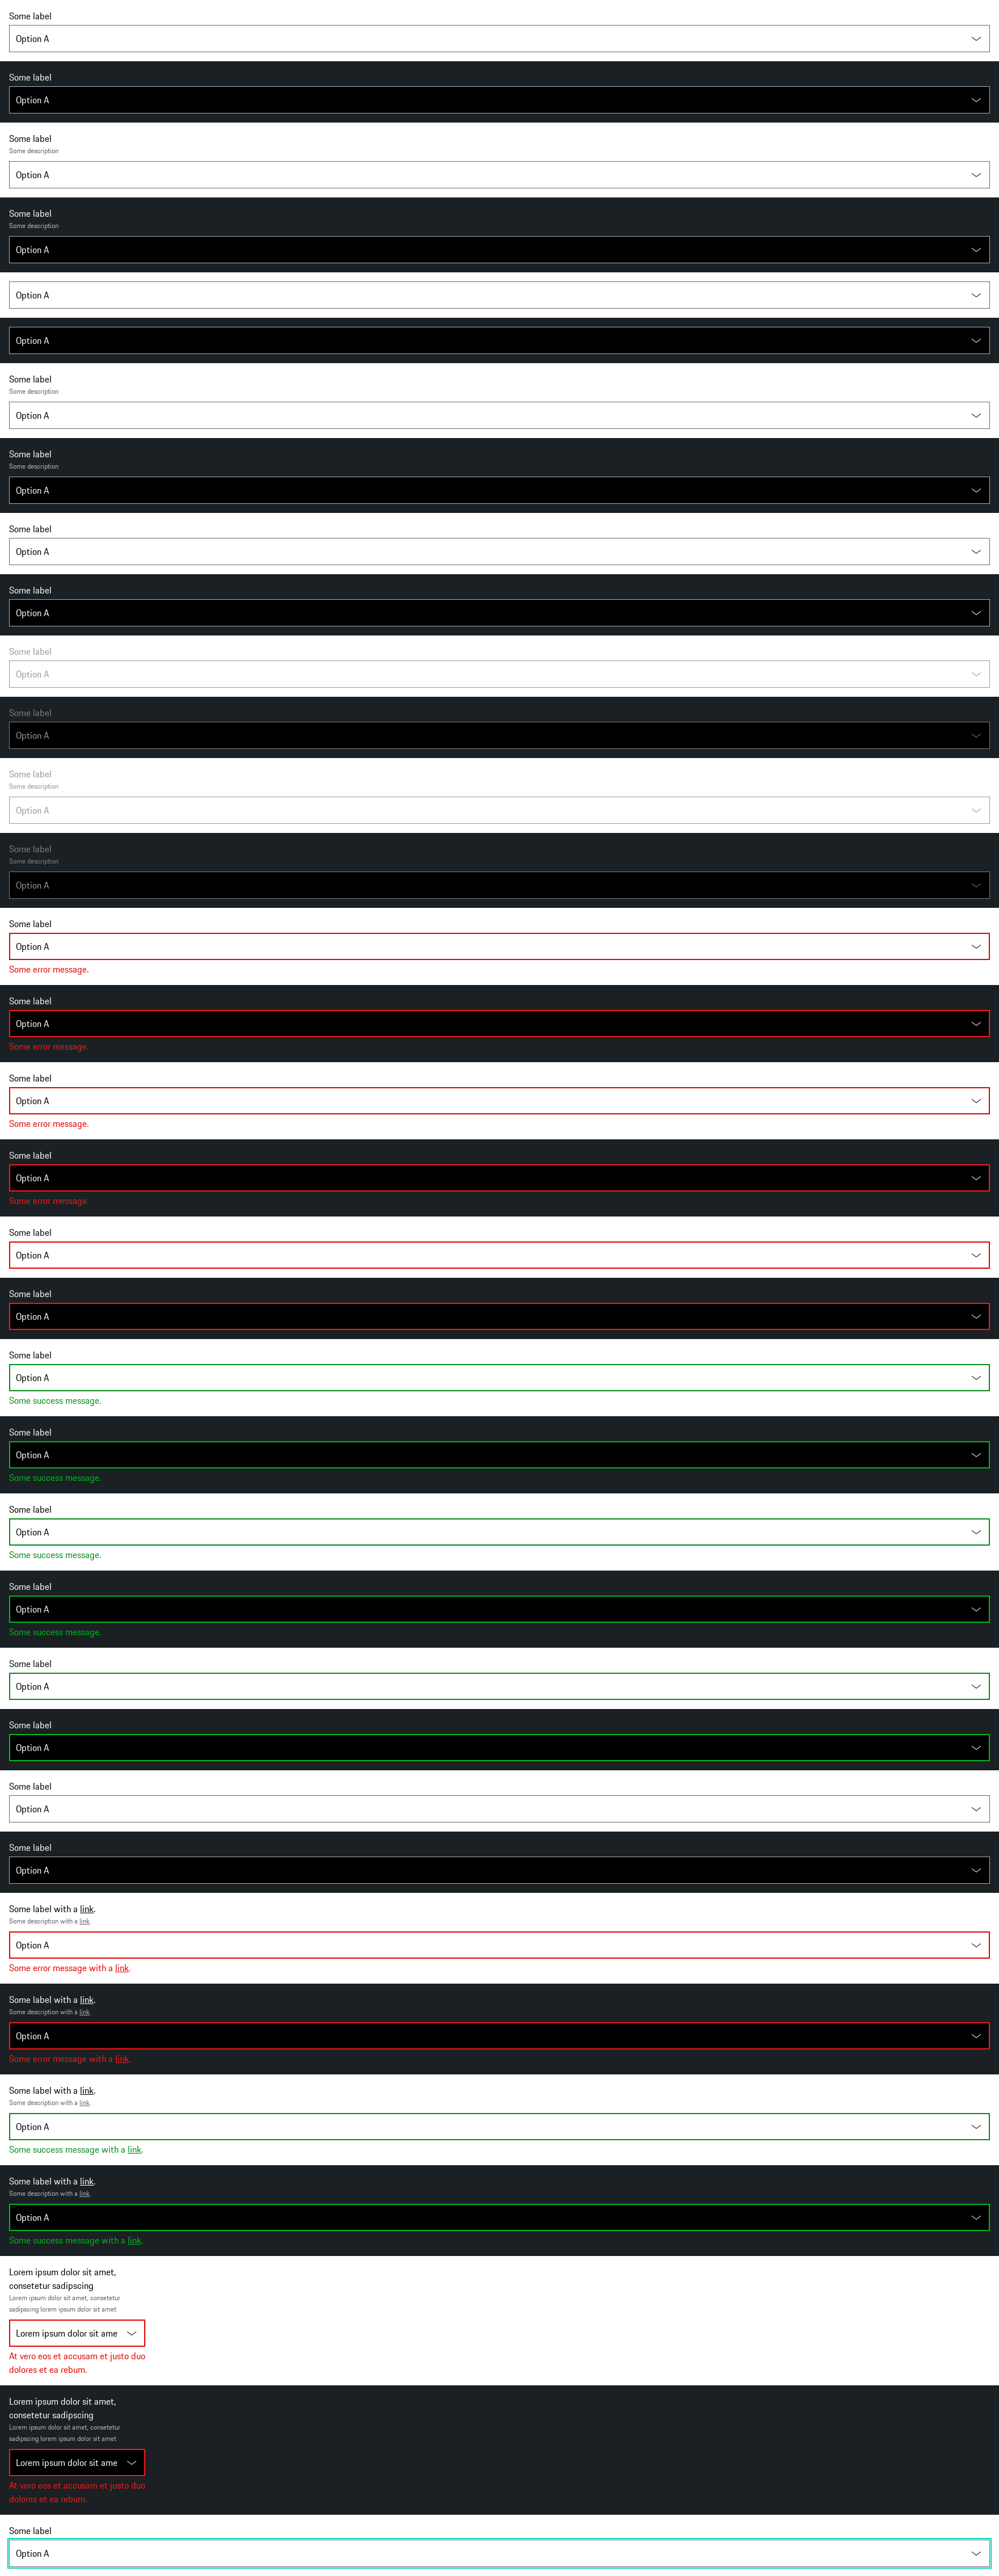 Some label
Option A
Some label
Option A
Some label
Some description
Option A
Some label
Some description
Option A
Option A
Option A
Some label
Some description
Option A
Some label
Some description
Option A
Some label
Option A
Some label
Option A
Some label
Option A
Some label
Option A
Some label
Some description
Option A
Some label
Some description
Option A
Some label
Option A
Some error message.
Some label
Option A
Some error message.
Some label
Option A
Some error message.
Some label
Option A
Some error message.
Some label
Option A
Some label
Option A
Some label
Option A
Some success message.
Some label
Option A
Some success message.
Some label
Option A
Some success message.
Some label
Option A
Some success message.
Some label
Option A
Some label
Option A
Some label
Option A
Some label
Option A
Some label with a link.
Some description with a link.
Option A
Some error message with a link.
Some label with a link.
Some description with a link.
Option A
Some error message with a link.
Some label with a link.
Some description with a link.
Option A
Some success message with a link.
Some label with a link.
Some description with a link.
Option A
Some success message with a link.
Lorem ipsum dolor sit amet,
consetetur sadipscing
Lorem ipsum dolor sit amet, consetetur
sadipscing lorem ipsum dolor sit amet
Lorem ipsum dolor sit ame
At vero eos et accusam et justo duo
dolores et ea rebum.
Lorem ipsum dolor sit amet,
consetetur sadipscing
Lorem ipsum dolor sit amet, consetetur
sadipscing lorem ipsum dolor sit amet
Lorem ipsum dolor sit ame
At vero eos et accusam et justo duo
dolores et ea rebum.
Some label
Option A